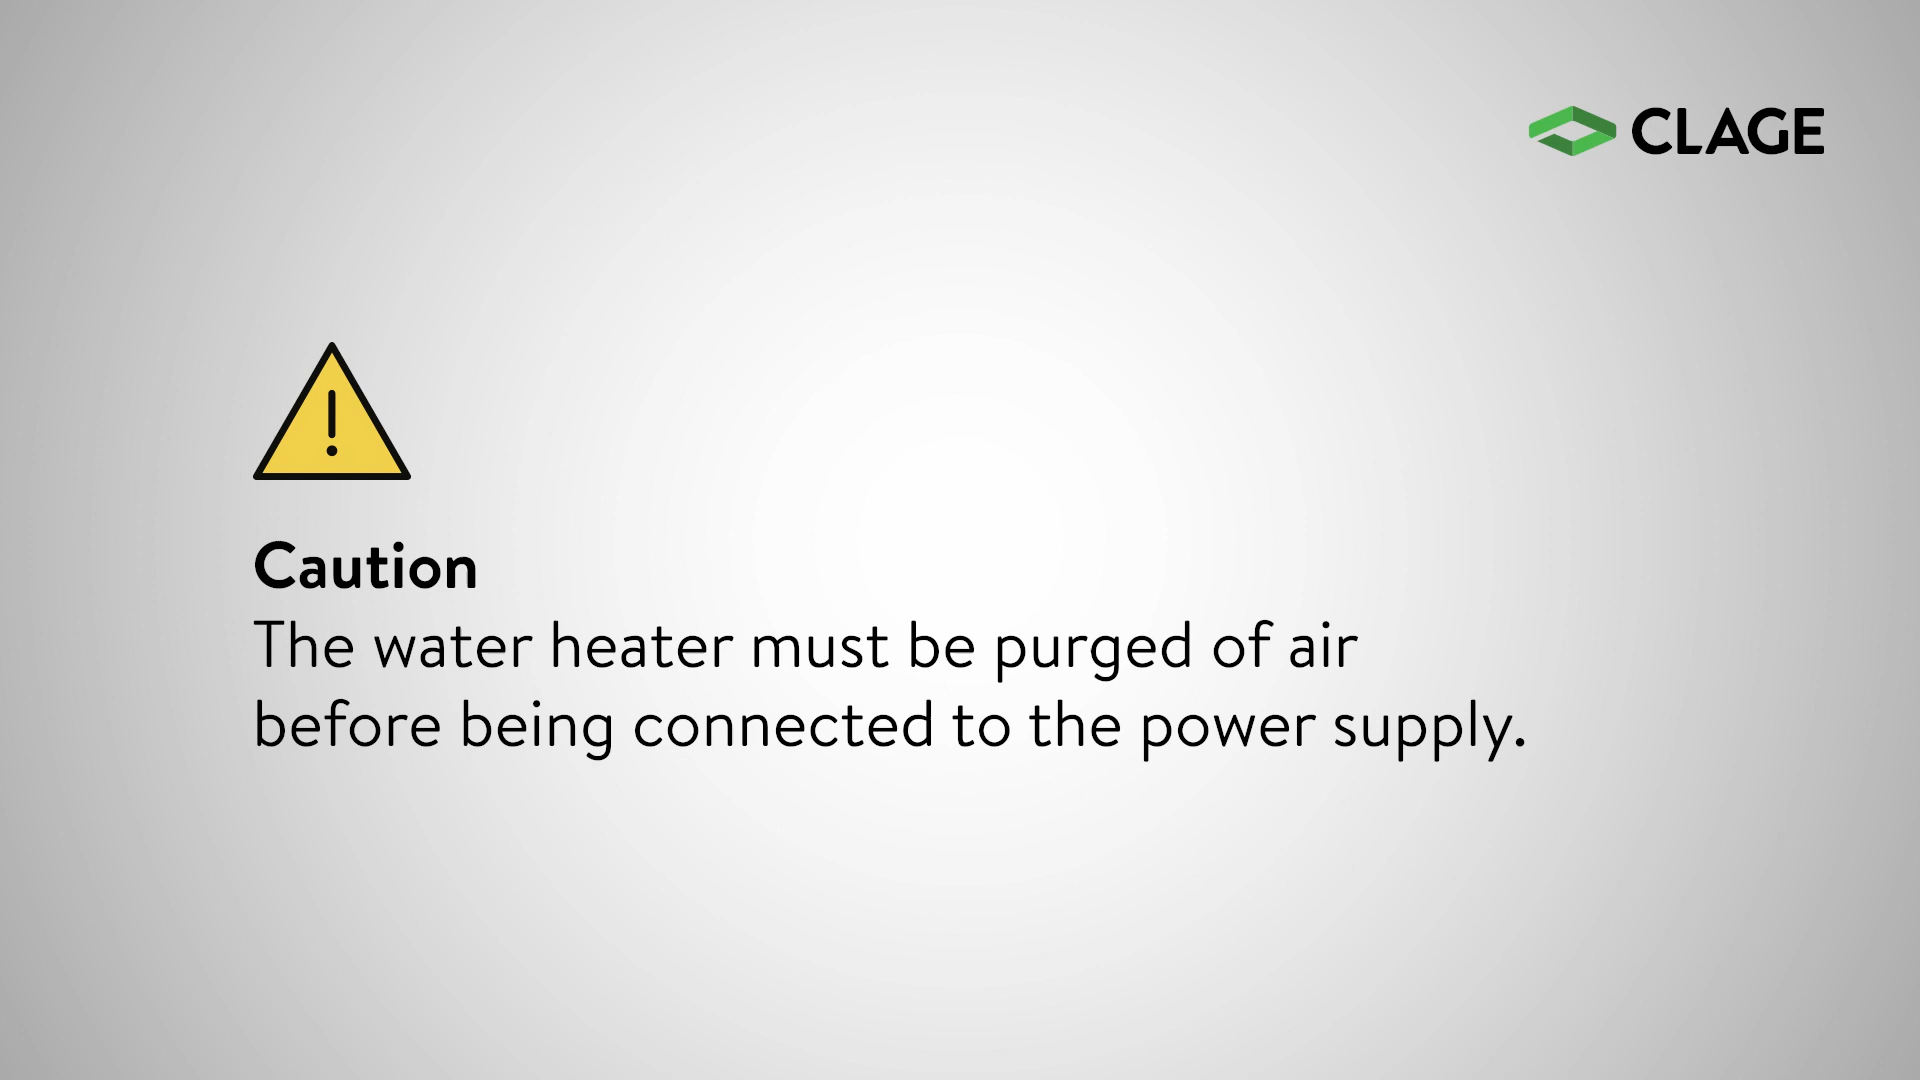 CLAGE
Caution
The water heater must be purged of air
before being connected to the power supply.